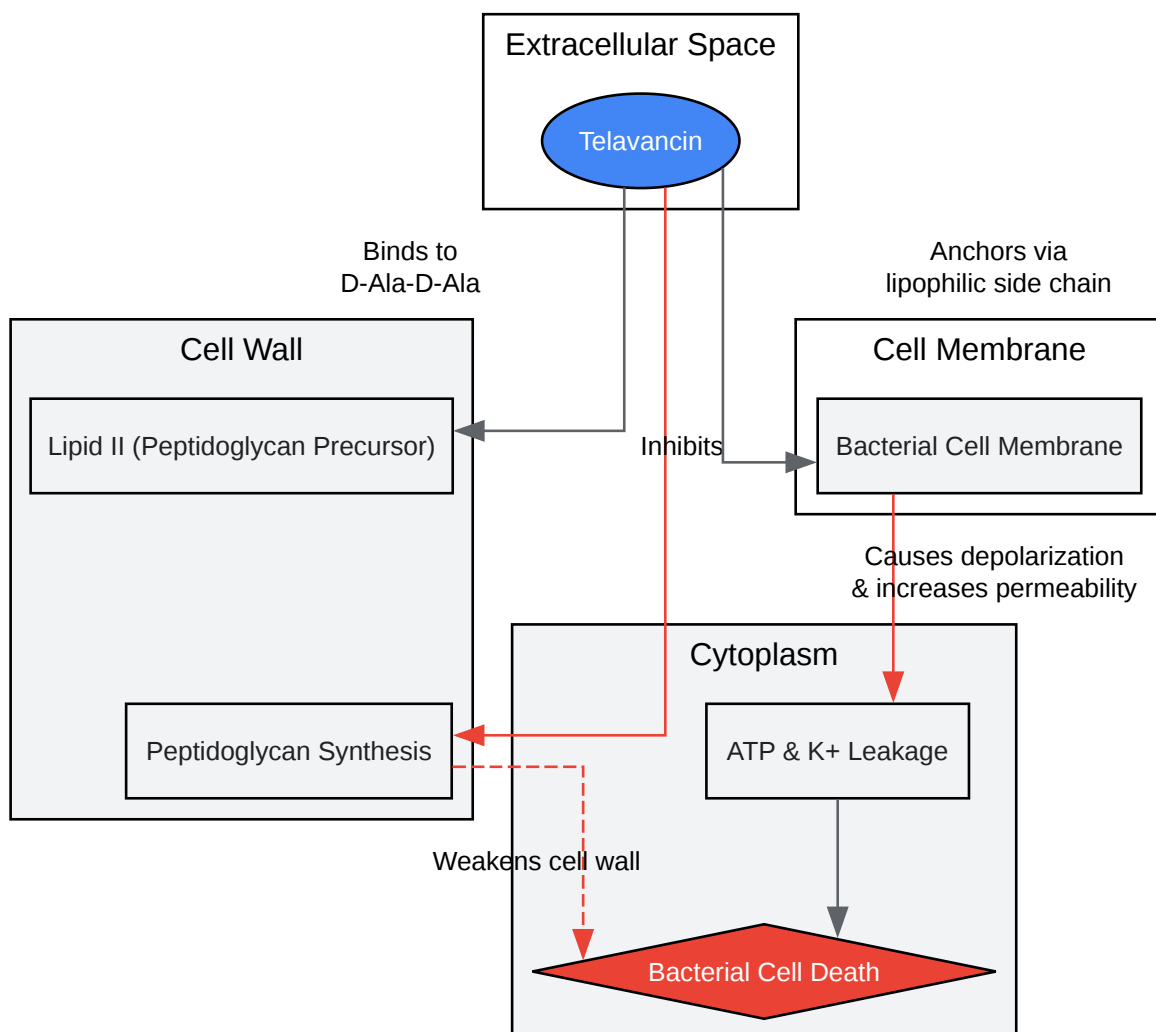 Extracellular Space
Telavancin
Binds to
D-Ala-D-Ala
Anchors via
lipophilic side chain
Cell Wall
Cell Membrane
Lipid II (Peptidoglycan Precursor)
Inhibits
Bacterial Cell Membrane
Causes depolarization
& increases permeability
Cytoplasm
Peptidoglycan Synthesis
ATP & K+ Leakage
Weakens cell wall
Bacterial Cell Death